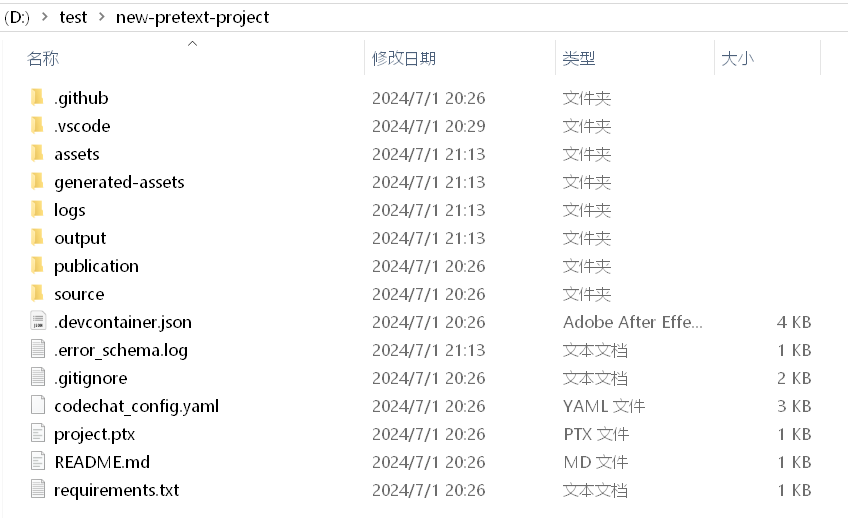 (D:) > test > new-pretext-project
名称 修改日期 类型 大小
.github 2024/7/1 20:26 文件夹
.vscode 2024/7/1 20:29 文件夹
assets 2024/7/1 21:13 文件夹
generated-assets 2024/7/1 21:13 文件夹
logs 2024/7/1 21:13 文件夹
output 2024/7/1 21:13 文件夹
publication 2024/7/1 20:26 文件夹
source 2024/7/1 20:26 文件夹
.devcontainer.json 2024/7/1 20:26 Adobe After Effe... 4 KB
.error_schema.log 2024/7/1 21:13 文本文档 1 KB
.gitignore 2024/7/1 20:26 文本文档 2 KB
codechat_config.yaml 2024/7/1 20:26 YAML 文件 3 KB
project.ptx 2024/7/1 20:26 PTX 文件 1 KB
README.md 2024/7/1 20:26 MD 文件 1 KB
requirements.txt 2024/7/1 20:26 文本文档 1 KB